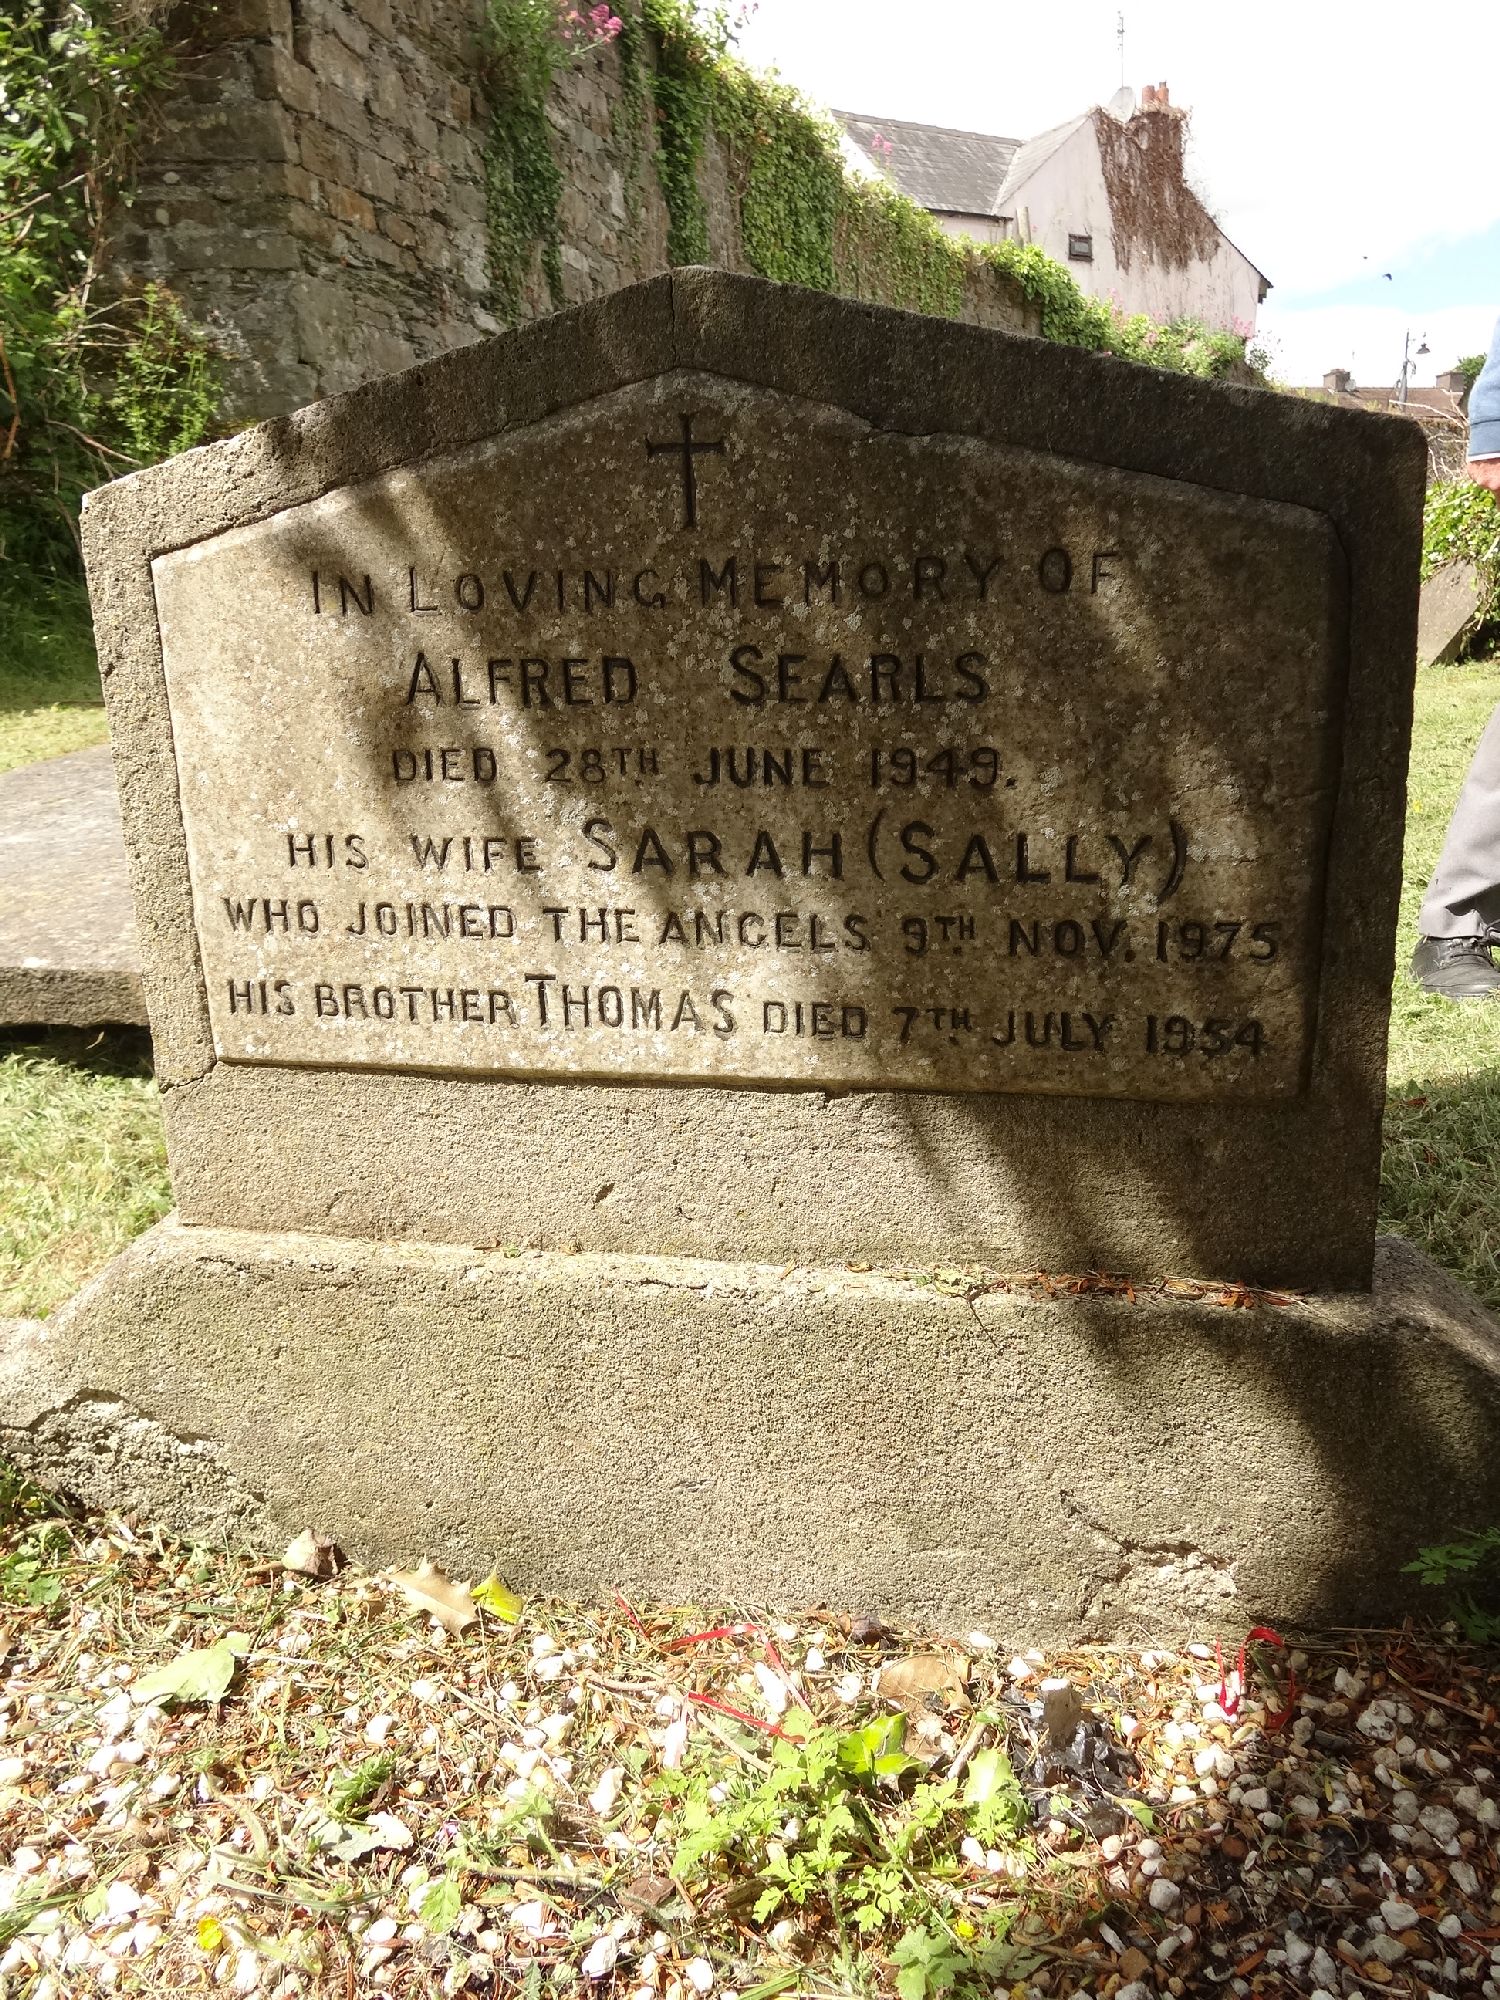 IN LOVING MEMORY OF
ALFRED SEARLS
DIED 28TH JUNE 1949.
HIS WIFE SARAH (SALLY)
WHO JOINED THE ANGELS 9TH NOV. 1975
HIS BROTHER THOMAS DIED 7TH JULY 1954